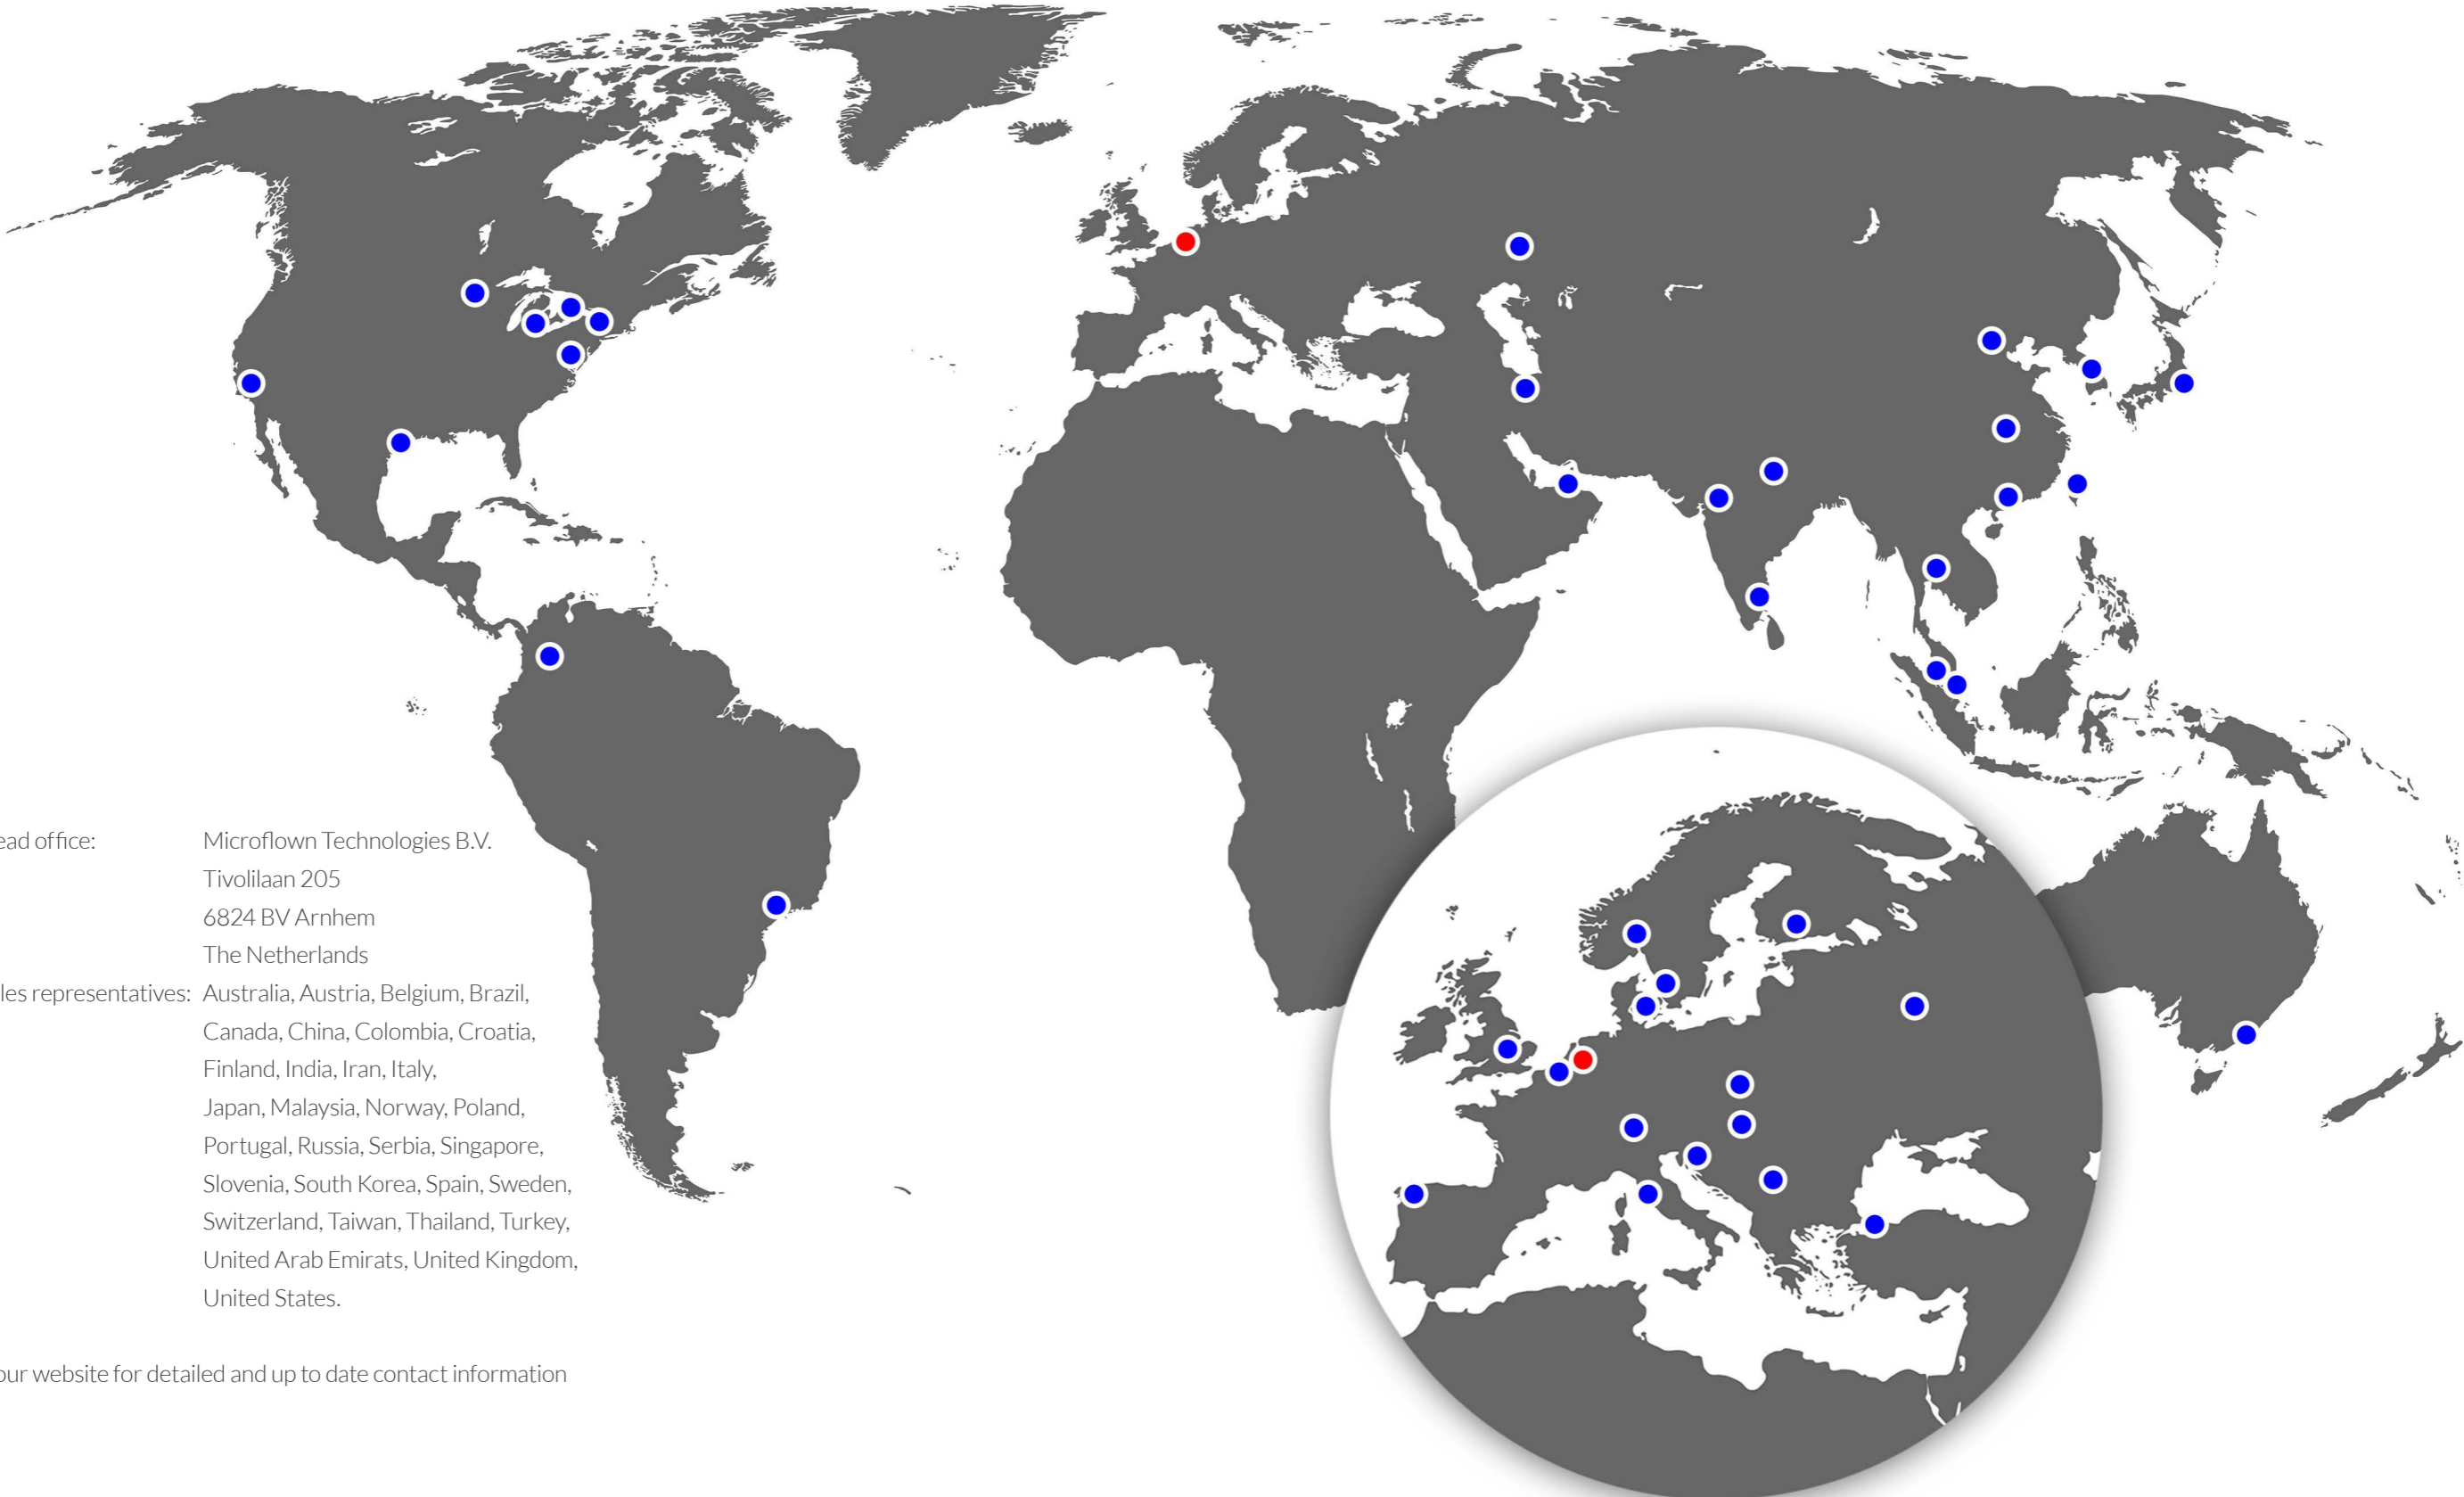 ead office: Microflown Technologies B.V.
Tivolilaan 205
6824 BV Arnhem
The Netherlands
les representatives: Australia, Austria, Belgium, Brazil,
Canada, China, Colombia, Croatia,
Finland, India, Iran, Italy,
Japan, Malaysia, Norway, Poland,
Portugal, Russia, Serbia, Singapore,
Slovenia, South Korea, Spain, Sweden,
Switzerland, Taiwan, Thailand, Turkey,
United Arab Emirats, United Kingdom,
United States.
our website for detailed and up to date contact information